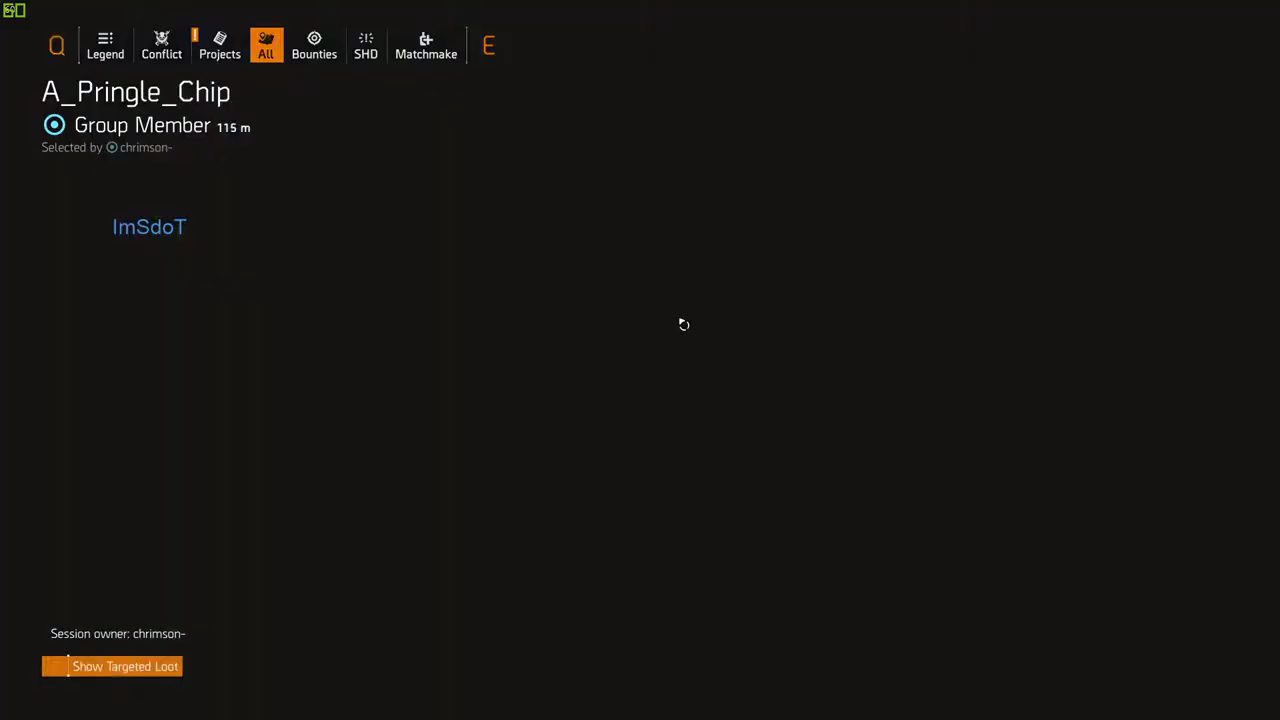 Q Legend Conflict ! Projects All Bounties SHD Matchmake E
A_Pringle_Chip
Group Member 115 m
Selected by chrimson-
ImSdoT
Session owner: chrimson-
Show Targeted Loot